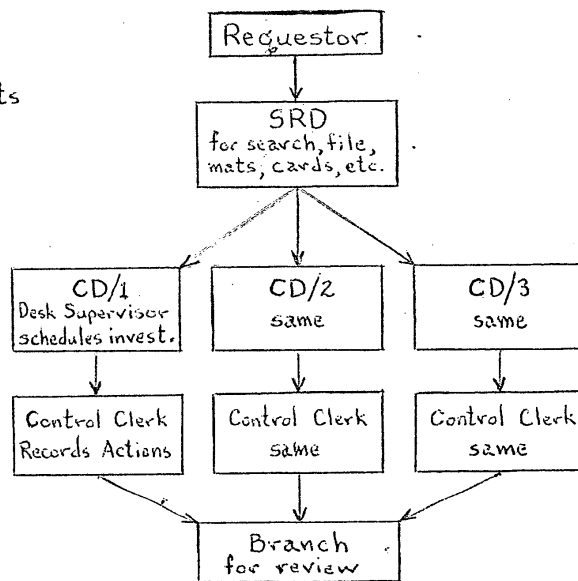 Requestor
ts
SRD
for search, file,
mats, cards, etc.
CD/1
Desk Supervisor
schedules invest.
CD/2
same
CD/3
same
Control Clerk
Records Actions
Control Clerk
same
Control Clerk
same
Branch
for review